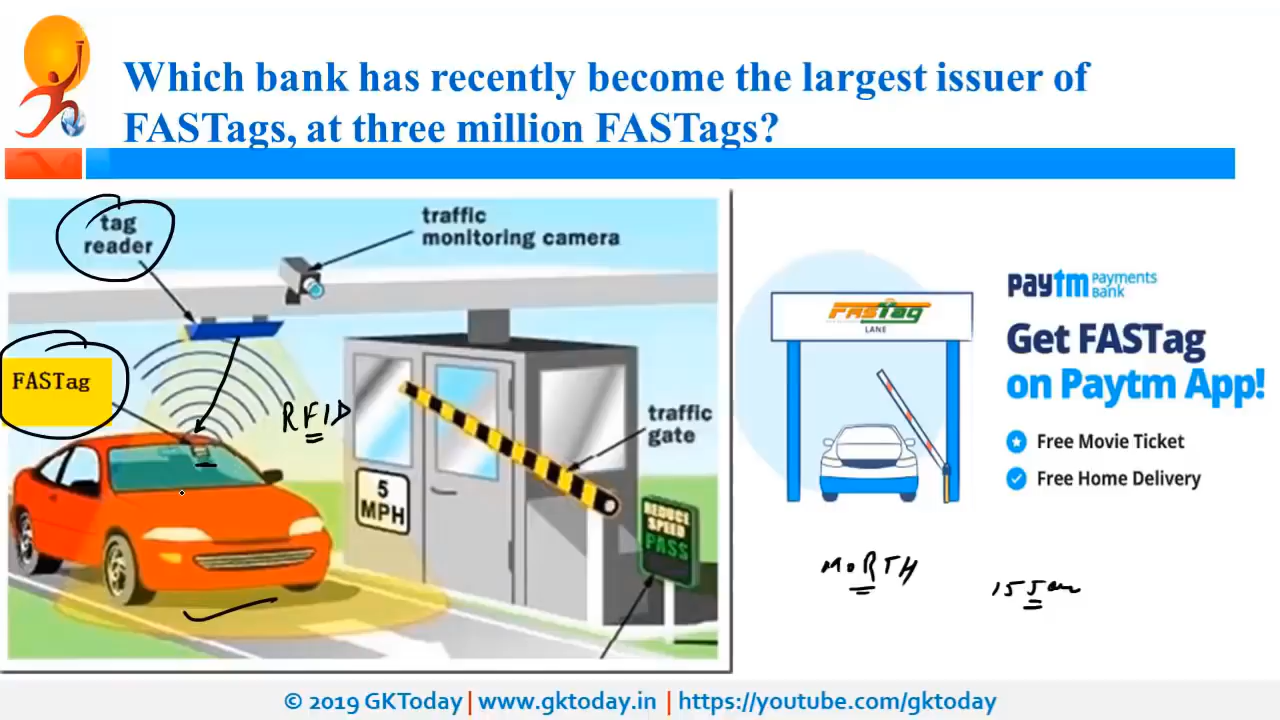 Which bank has recently become the largest issuer of
FASTags, at three million FASTags?
tag
reader
traffic
monitoring camera
FASTag
RFID
traffic
gate
5
MPH
REDUCE
SPEED
PASS
FASTag
LANE
paytm PAYMENTS
BANK
Get FASTag
on Paytm App!
Free Movie Ticket
Free Home Delivery
MORTH
© 2019 GKToday | www.gktoday.in | https://youtube.com/gktoday